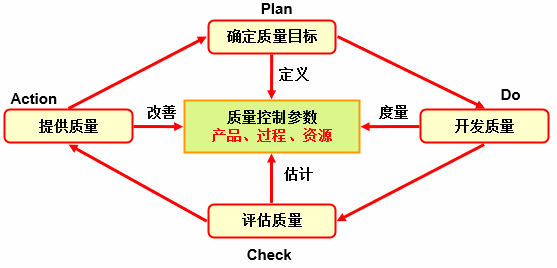 Plan
确定质量目标
定义
Action
Do
改善
质量控制参数
度量
提供质量
产品、过程、资源
开发质量
估计
评估质量
Check